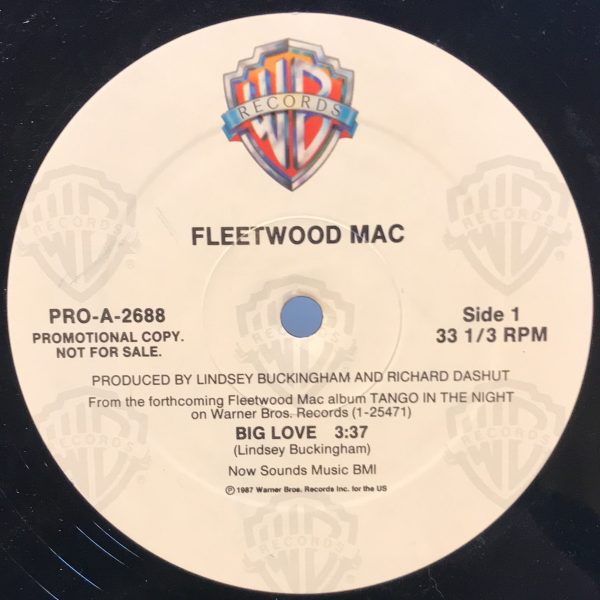 WB
RECORDS
FLEETWOOD MAC
PRO-A-2688
PROMOTIONAL COPY.
NOT FOR SALE.
Side 1
33 1/3 RPM
PRODUCED BY LINDSEY BUCKINGHAM AND RICHARD DASHUT
From the forthcoming Fleetwood Mac album TANGO IN THE NIGHT
on Warner Bros. Records (1-25471)
BIG LOVE 3:37
(Lindsey Buckingham)
Now Sounds Music BMI
℗ 1987 Warner Bros. Records Inc. for the US